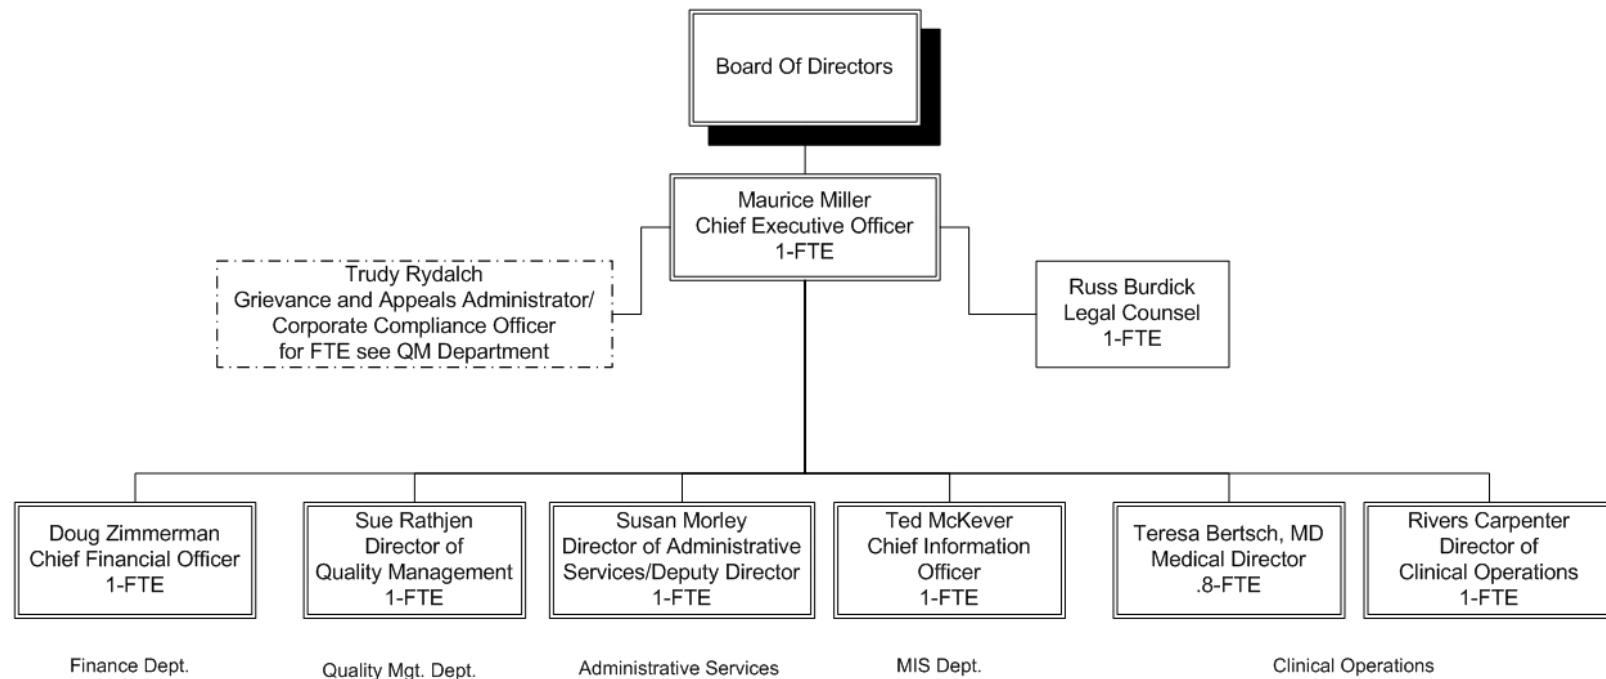 Board Of Directors
Maurice Miller
Chief Executive Officer
1-FTE
Trudy Rydalch
Grievance and Appeals Administrator/
Corporate Compliance Officer
for FTE see QM Department
Russ Burdick
Legal Counsel
1-FTE
Doug Zimmerman
Chief Financial Officer
1-FTE
Sue Rathjen
Director of
Quality Management
1-FTE
Susan Morley
Director of Administrative
Services/Deputy Director
1-FTE
Ted McKever
Chief Information
Officer
1-FTE
Teresa Bertsch, MD
Medical Director
.8-FTE
Rivers Carpenter
Director of
Clinical Operations
1-FTE
Finance Dept.
Quality Mgt. Dept.
Administrative Services
MIS Dept.
Clinical Operations